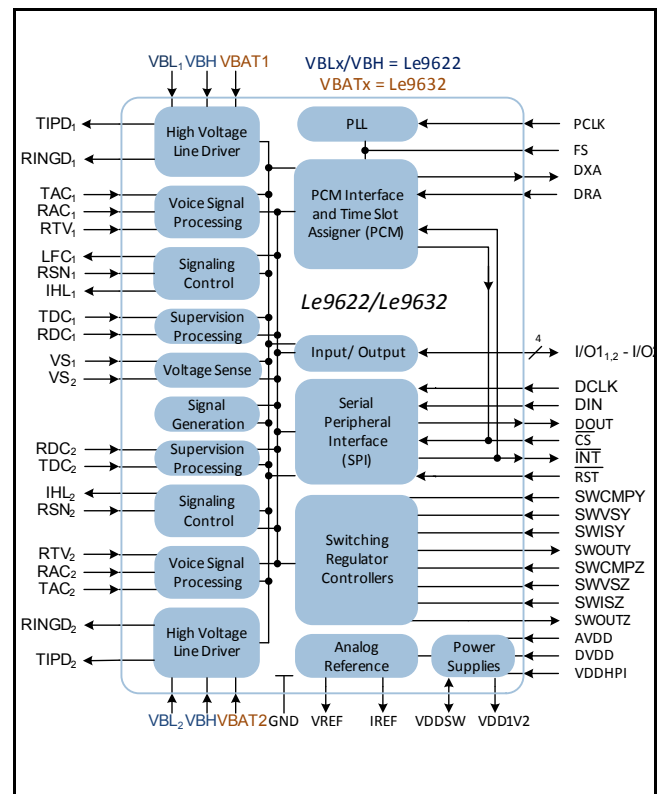 VBL1 VBH VBAT1
VBLx/VBH = Le9622
VBATx = Le9632
TIPD1
RINGD1
High Voltage
Line Driver
PLL
PCLK
FS
DXA
DRA
TAC1
RAC1
RTV1
Voice Signal
Processing
PCM Interface
and Time Slot
Assigner (PCM)
LFC1
RSN1
IHL1
Signaling
Control
Le9622/Le9632
TDC1
RDC1
Supervision
Processing
Input/ Output
4
I/O11,2 - I/O
VS1
VS2
Voltage Sense
Signal
Generation
Serial
Peripheral
Interface
(SPI)
DCLK
DIN
DOUT
CS
INT
RST
RDC2
TDC2
Supervision
Processing
IHL2
RSN2
Signaling
Control
Switching
Regulator
Controllers
SWCMPY
SWVSY
SWISY
SWOUTY
SWCMPZ
SWVSZ
SWISZ
SWOUTZ
RTV2
RAC2
TAC2
Voice Signal
Processing
RINGD2
TIPD2
High Voltage
Line Driver
Analog
Reference
Power
Supplies
AVDD
DVDD
VDDHPI
VBL2 VBH VBAT2 GND VREF IREF VDDSW VDD1V2